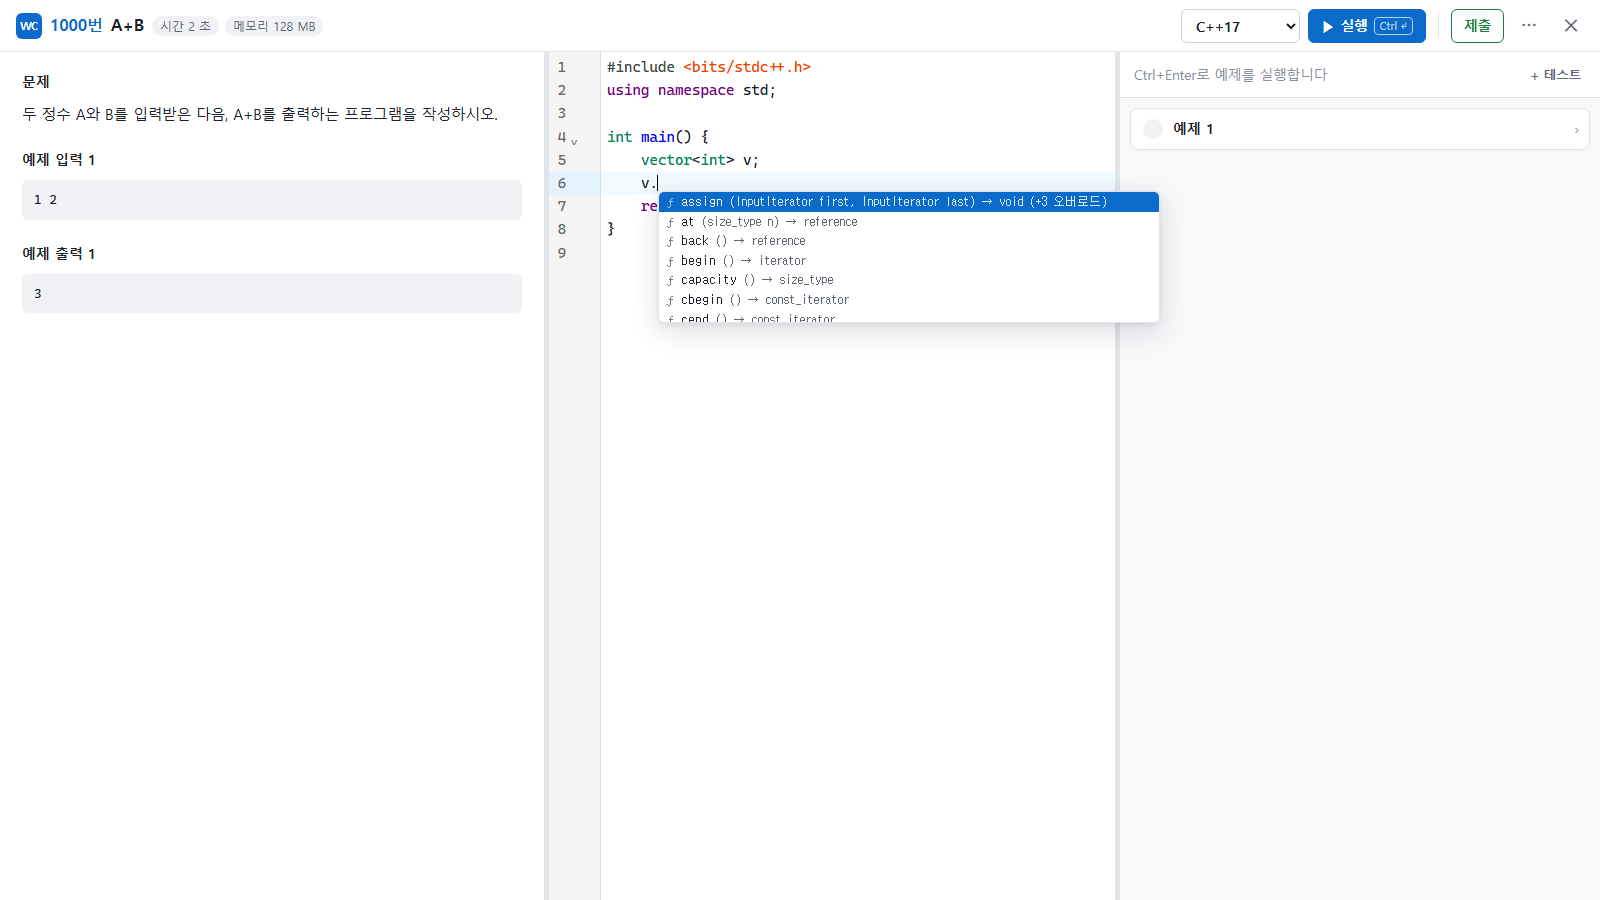 WC 1000번 A+B 시간 2 초 메모리 128 MB C++17 실행 Ctrl ↵ 제출 ··· ×
문제
두 정수 A와 B를 입력받은 다음, A+B를 출력하는 프로그램을 작성하시오.
예제 입력 1
1 2
예제 출력 1
3
1 #include <bits/stdc++.h>
2 using namespace std;
3
4 int main() {
5 vector<int> v;
6 v.
7 re
8 }
9
ƒ assign (InputIterator first, InputIterator last) → void (+3 오버로드)
ƒ at (size_type n) → reference
ƒ back () → reference
ƒ begin () → iterator
ƒ capacity () → size_type
ƒ cbegin () → const_iterator
ƒ cend () → const_iterator
Ctrl+Enter로 예제를 실행합니다 + 테스트
예제 1 ›